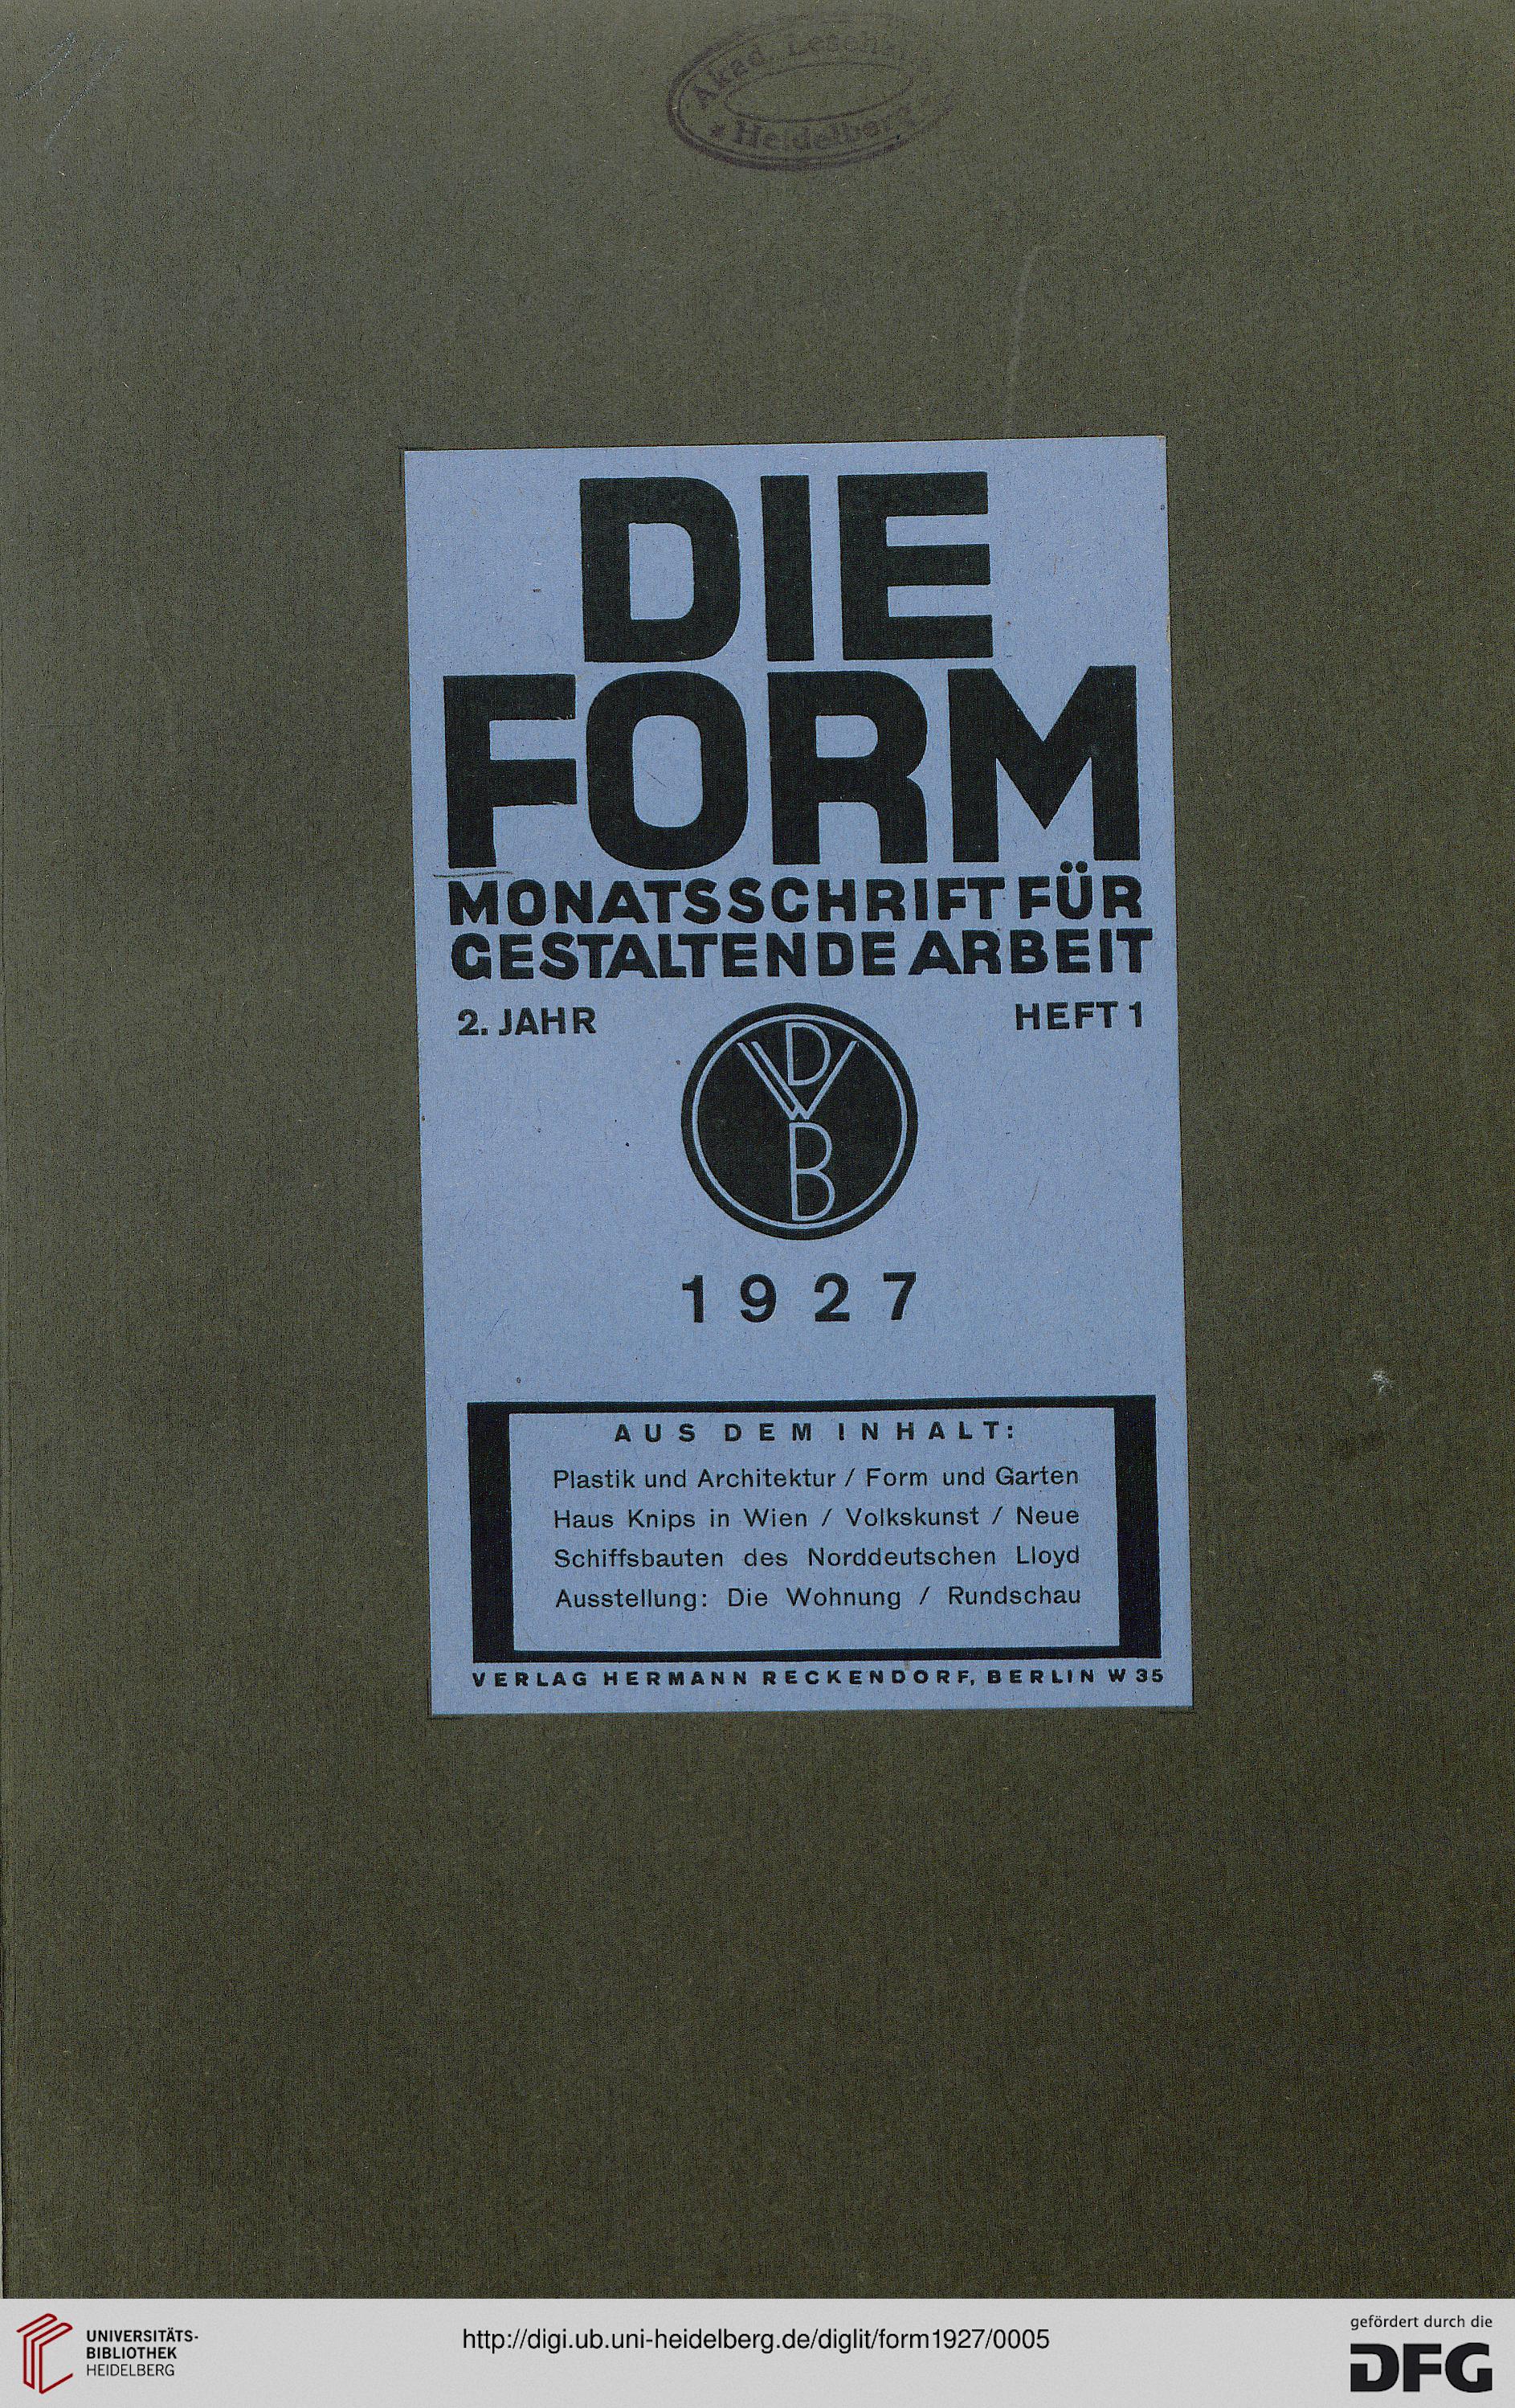 Akad. Leseh
Heidelberg
DIE
FORM
MONATSSCHRIFT FÜR
GESTALTENDE ARBEIT
2. JAHR
HEFT 1
DWB
1927
AUS DEM INHALT:
Plastik und Architektur / Form und Garten
Haus Knips in Wien / Volkskunst / Neue
Schiffsbauten des Norddeutschen Lloyd
Ausstellung: Die Wohnung / Rundschau
VERLAG HERMANN RECKENDORF, BERLIN W 35
UNIVERSITÄTS-
BIBLIOTHEK
HEIDELBERG
http://digi.ub.uni-heidelberg.de/diglit/form1927/0005
gefördert durch die
DFG